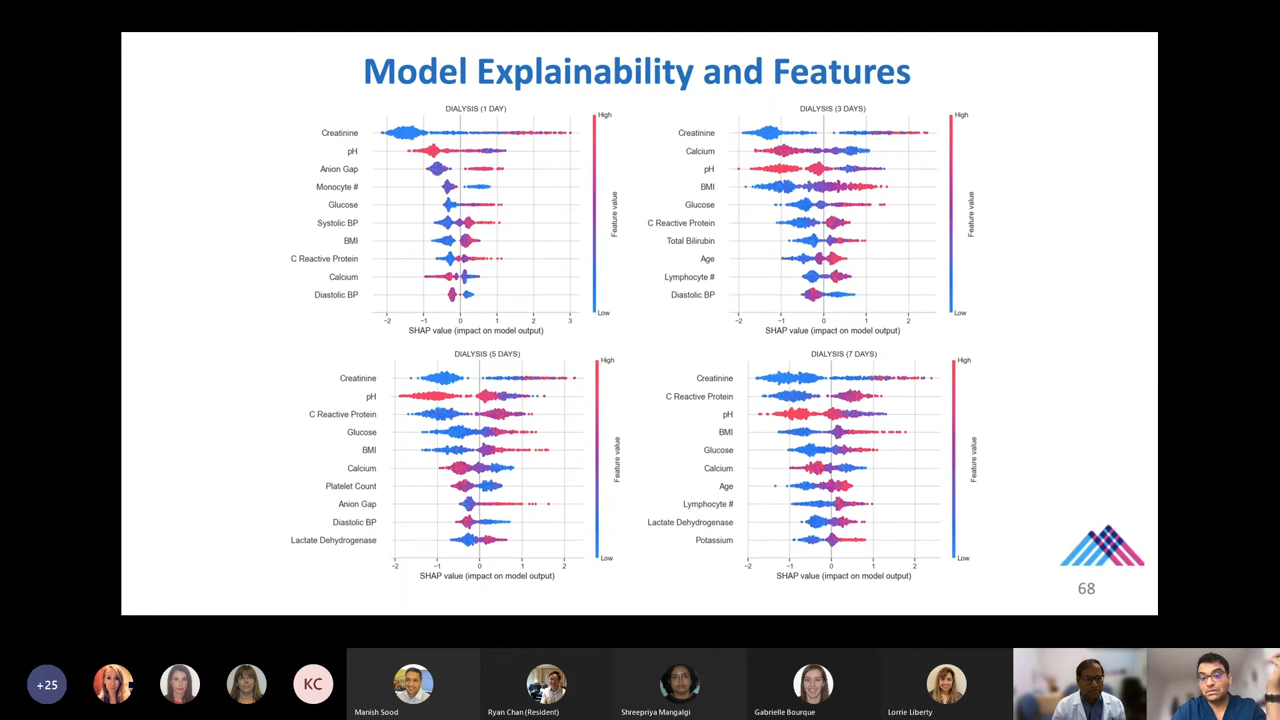 Model Explainability and Features
DIALYSIS (1 DAY)
High
Creatinine
pH
Anion Gap
Monocyte #
Glucose
Systolic BP
BMI
C Reactive Protein
Calcium
Diastolic BP
Feature value
Low
−2 −1 0 1 2 3
SHAP value (impact on model output)
DIALYSIS (3 DAYS)
High
Creatinine
Calcium
pH
BMI
Glucose
C Reactive Protein
Total Bilirubin
Age
Lymphocyte #
Diastolic BP
Feature value
Low
−2 −1 0 1 2
SHAP value (impact on model output)
DIALYSIS (5 DAYS)
High
Creatinine
pH
C Reactive Protein
Glucose
BMI
Calcium
Platelet Count
Anion Gap
Diastolic BP
Lactate Dehydrogenase
Feature value
Low
−2 −1 0 1 2
SHAP value (impact on model output)
DIALYSIS (7 DAYS)
High
Creatinine
C Reactive Protein
pH
BMI
Glucose
Calcium
Age
Lymphocyte #
Lactate Dehydrogenase
Potassium
Feature value
Low
−2 −1 0 1 2
SHAP value (impact on model output)
68
+25
KC
Manish Sood
Ryan Chan (Resident)
Shreepriya Mangalgi
Gabrielle Bourque
Lorrie Liberty